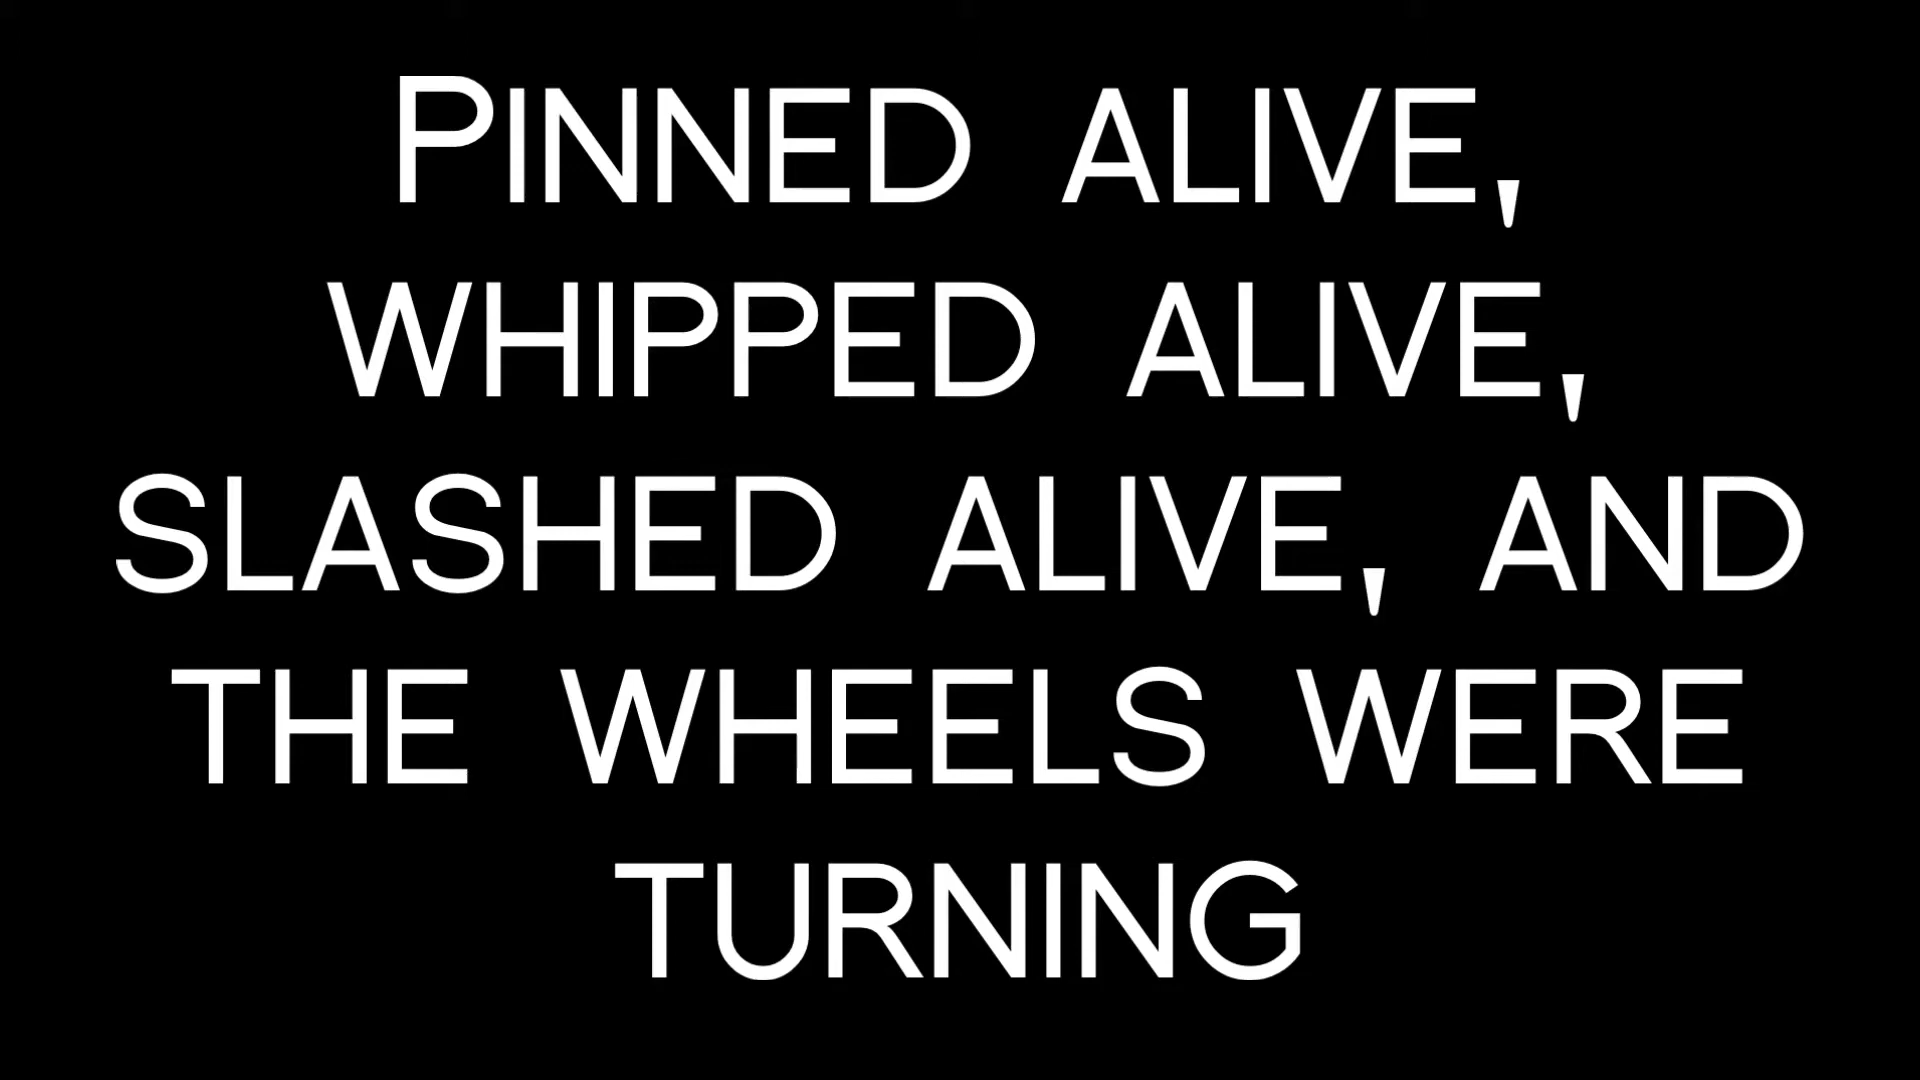 Pinned alive,
whipped alive,
slashed alive, and
the wheels were
turning